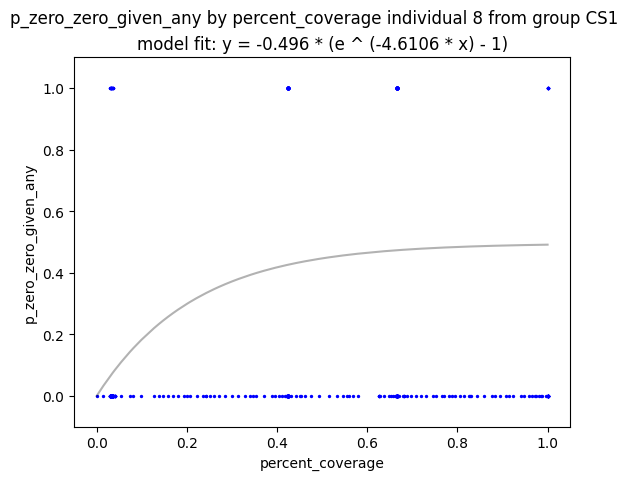 p_zero_zero_given_any by percent_coverage individual 8 from group CS1
model fit: y = -0.496 * (e ^ (-4.6106 * x) - 1)
1.0
0.8
0.6
0.4
0.2
0.0
p_zero_zero_given_any
0.0 0.2 0.4 0.6 0.8 1.0
percent_coverage